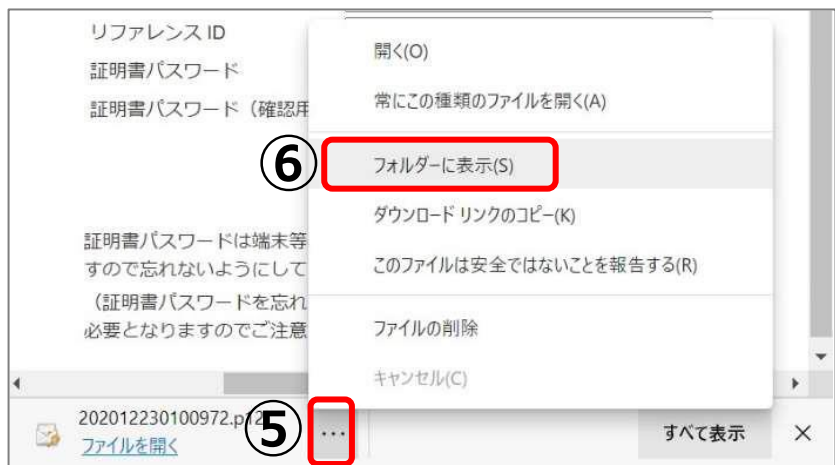 リファレンス ID
証明書パスワード
証明書パスワード（確認用
開く(O)
常にこの種類のファイルを開く(A)
⑥
フォルダーに表示(S)
ダウンロード リンクのコピー(K)
このファイルは安全ではないことを報告する(R)
ファイルの削除
キャンセル(C)
証明書パスワードは端末等
すので忘れないようにして
（証明書パスワードを忘れ
必要となりますのでご注意
202012230100972.p12
ファイルを開く
⑤
…
すべて表示